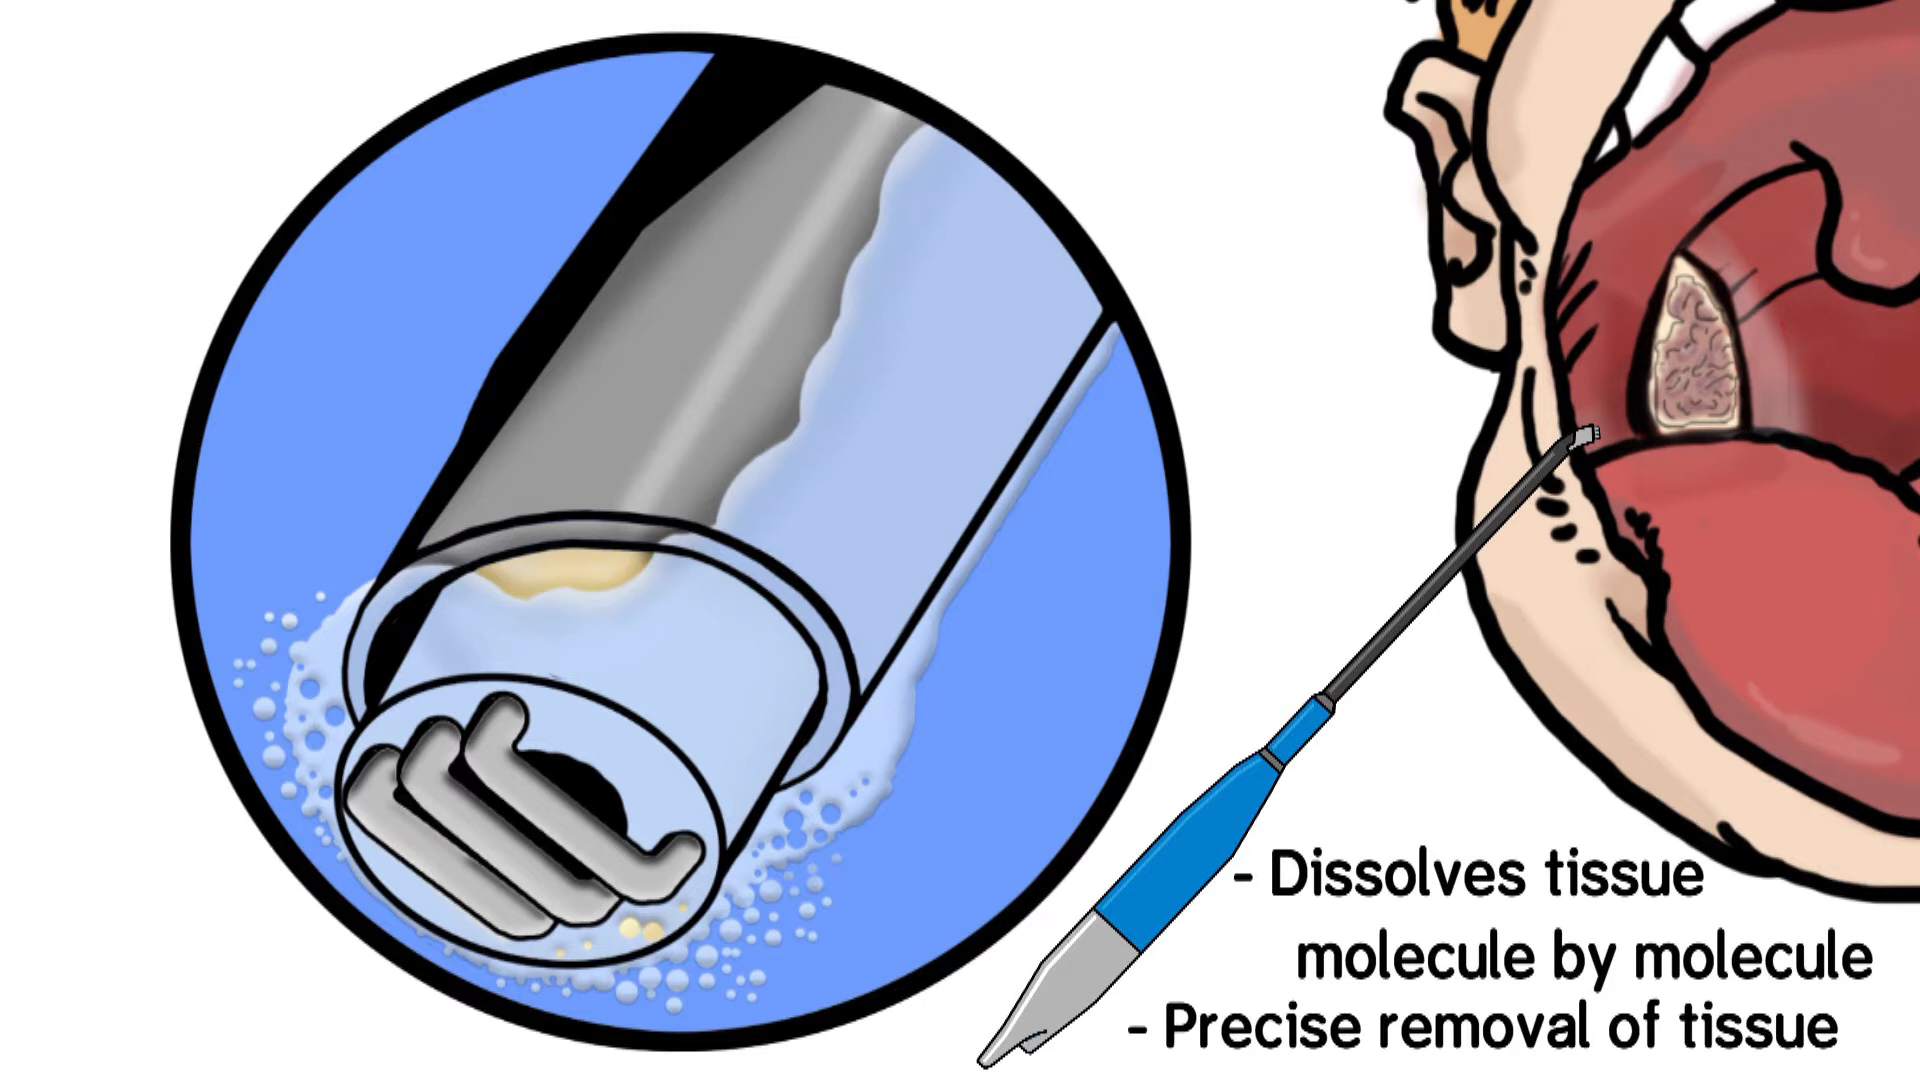 - Dissolves tissue
molecule by molecule
- Precise removal of tissue